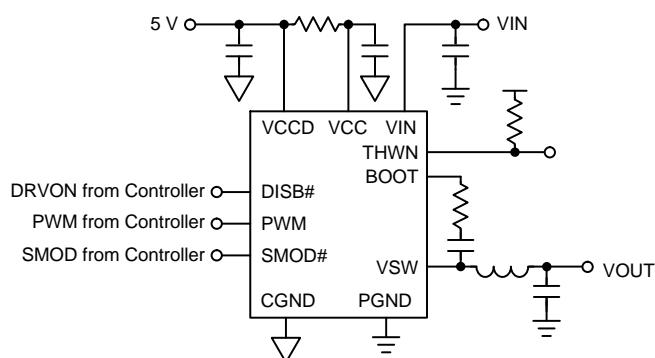 5 V
VIN
VCCD VCC VIN
THWN
BOOT
DRVON from Controller DISB#
PWM from Controller PWM
SMOD from Controller SMOD#
VSW
VOUT
CGND PGND